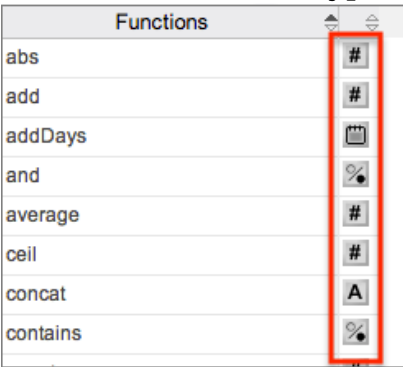 Functions
abs #
add #
addDays
and
average #
ceil #
concat A
contains